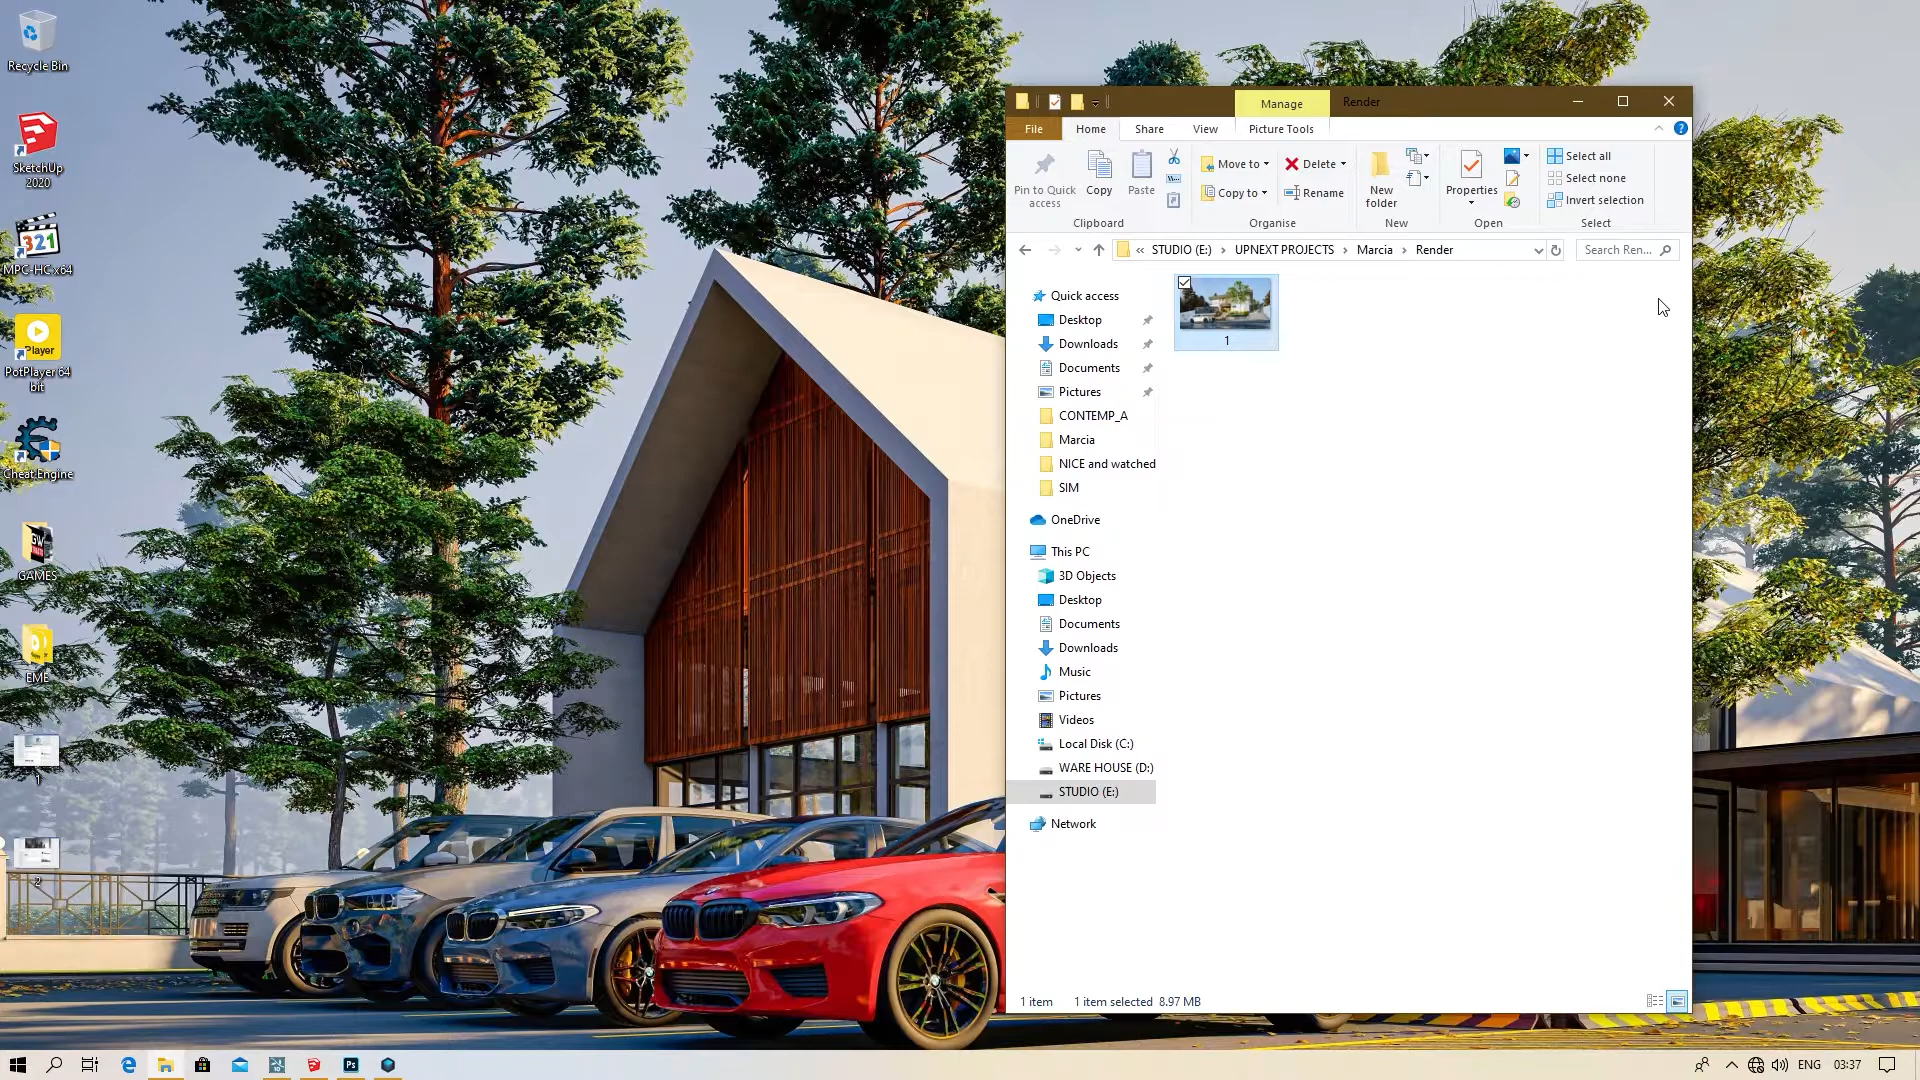 Recycle Bin
SketchUp
2020
321
MPC-HC x64
Player
PotPlayer 64
bit
Cheat Engine
GAMES
EME
1
2
Manage
Render
File
Home
Share
View
Picture Tools
Pin to Quick
access
Copy
Paste
Move to
Copy to
Delete
Rename
New
folder
Properties
Select all
Select none
Invert selection
Clipboard
Organise
New
Open
Select
« STUDIO (E:) › UPNEXT PROJECTS › Marcia › Render
Search Ren...
Quick access
Desktop
Downloads
Documents
Pictures
CONTEMP_A
Marcia
NICE and watched
SIM
OneDrive
This PC
3D Objects
Desktop
Documents
Downloads
Music
Pictures
Videos
Local Disk (C:)
WARE HOUSE (D:)
STUDIO (E:)
Network
1
1 item
1 item selected 8.97 MB
Ps
ENG
03:37